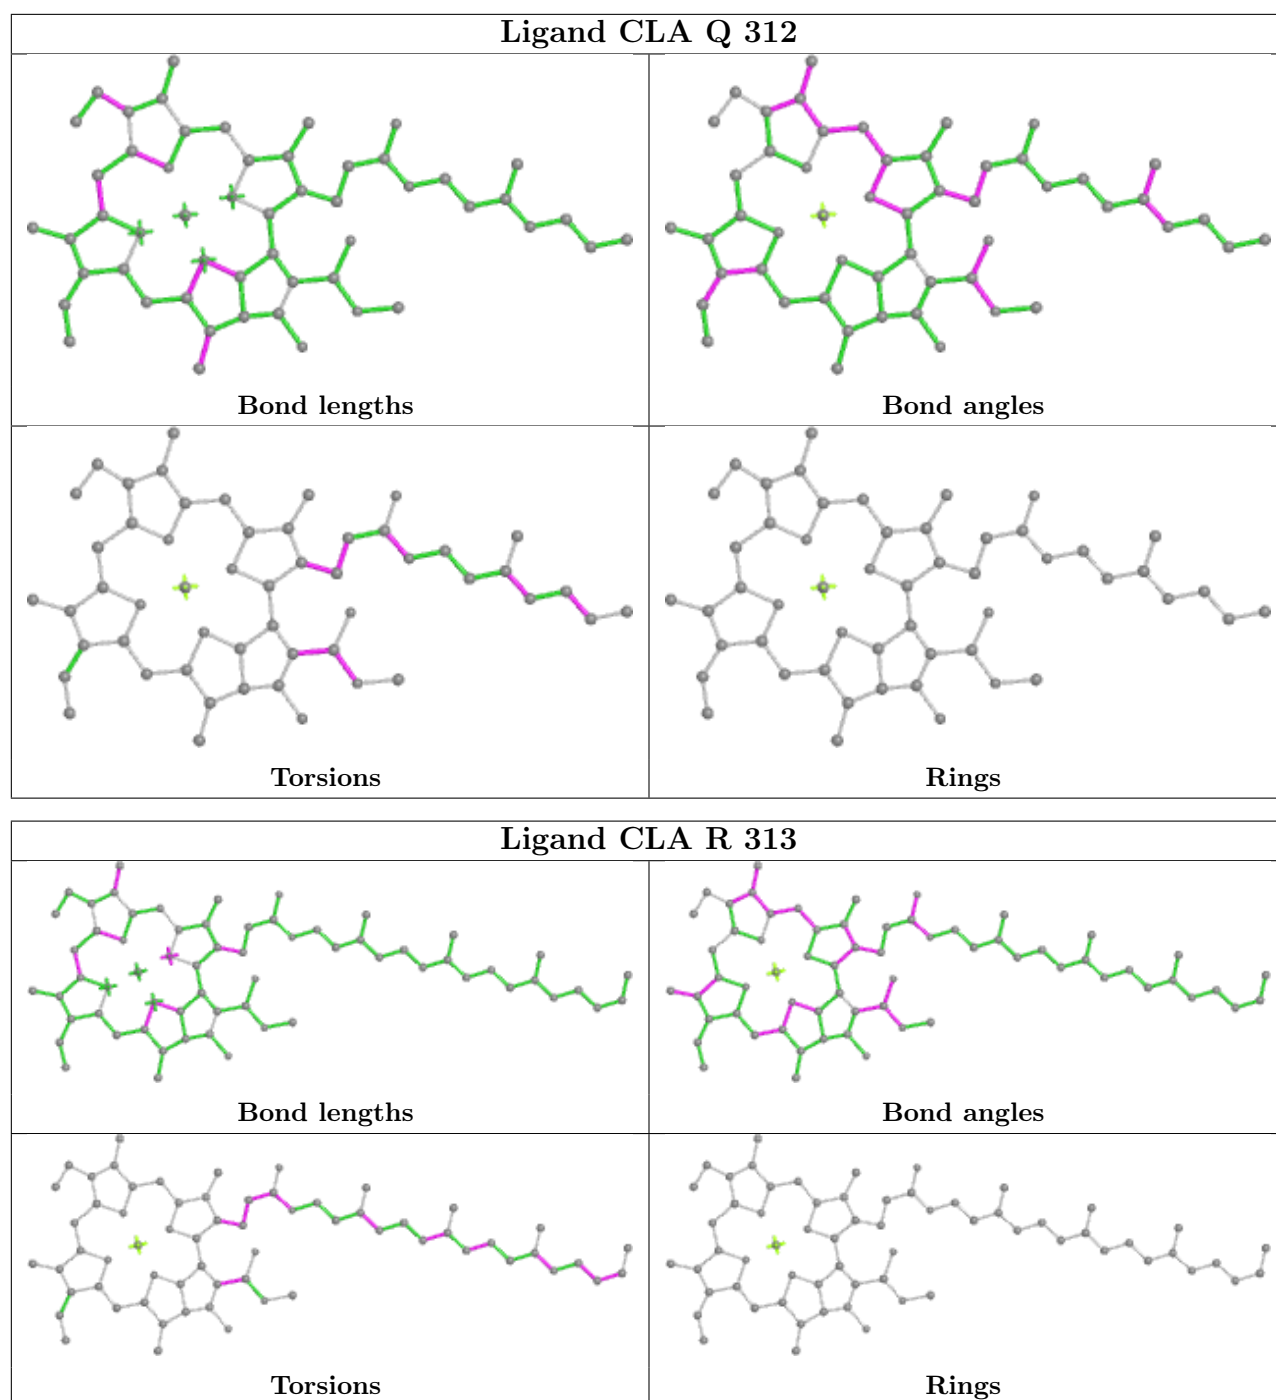 Ligand CLA Q 312
Bond lengths
Bond angles
Torsions
Rings
Ligand CLA R 313
Bond lengths
Bond angles
Torsions
Rings